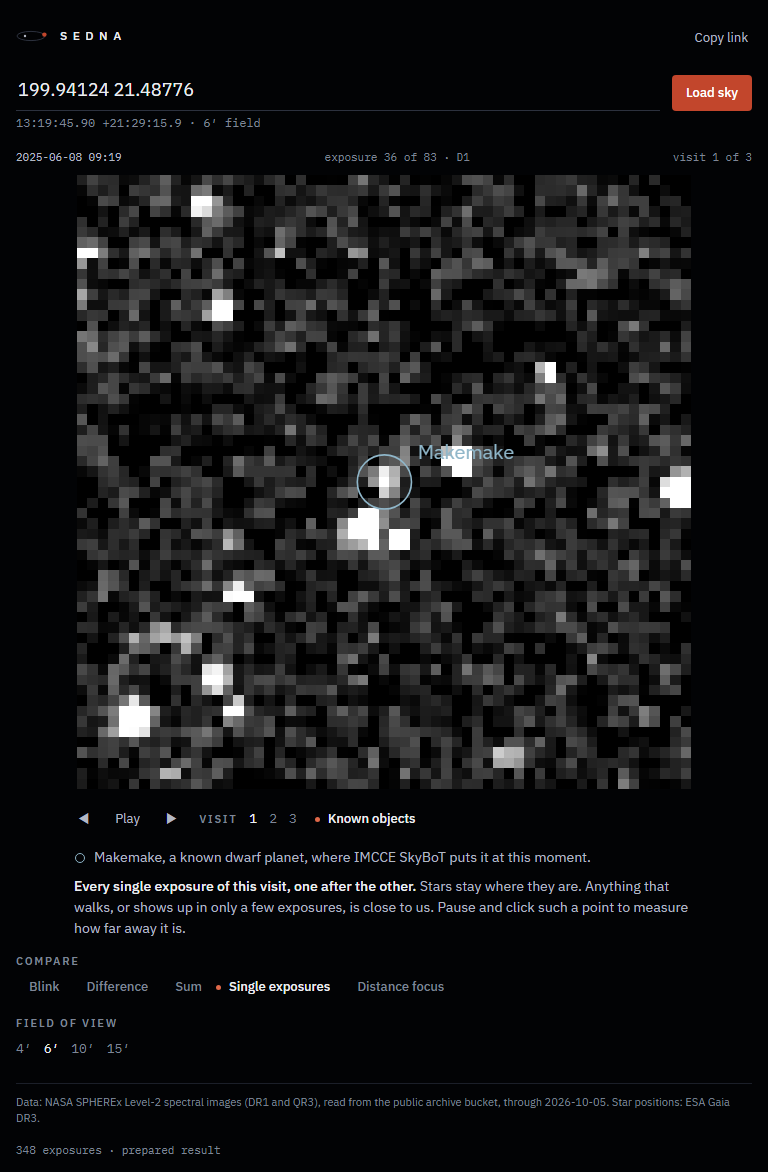 SEDNA
Copy link
199.94124 21.48776
Load sky
13:19:45.90 +21:29:15.9 · 6′ field
2025-06-08 09:19
exposure 36 of 83 · D1
visit 1 of 3
Makemake
Play
VISIT 1 2 3
Known objects
Makemake, a known dwarf planet, where IMCCE SkyBoT puts it at this moment.
Every single exposure of this visit, one after the other. Stars stay where they are. Anything that
walks, or shows up in only a few exposures, is close to us. Pause and click such a point to measure
how far away it is.
COMPARE
Blink Difference Sum Single exposures Distance focus
FIELD OF VIEW
4′ 6′ 10′ 15′
Data: NASA SPHEREx Level-2 spectral images (DR1 and QR3), read from the public archive bucket, through 2026-10-05. Star positions: ESA Gaia
DR3.
348 exposures · prepared result